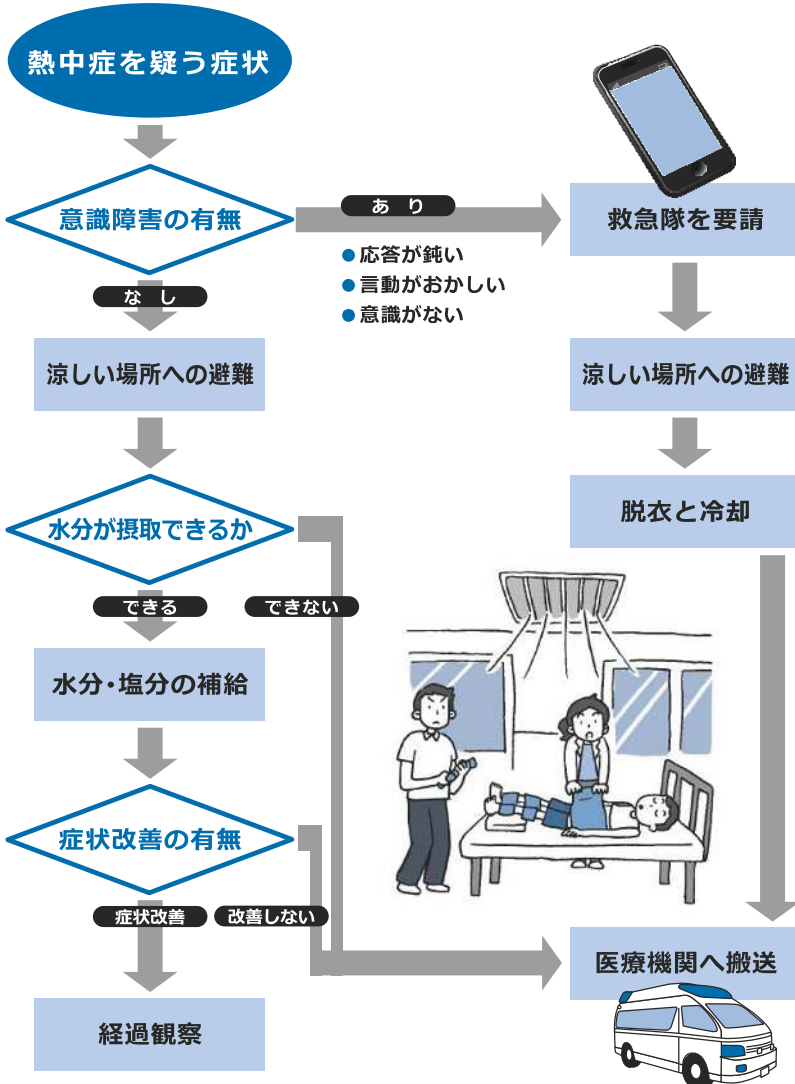 熱中症を疑う症状
意識障害の有無
あり
●応答が鈍い
●言動がおかしい
●意識がない
救急隊を要請
なし
涼しい場所への避難
涼しい場所への避難
水分が摂取できるか
脱衣と冷却
できる
できない
水分・塩分の補給
症状改善の有無
症状改善
改善しない
医療機関へ搬送
経過観察